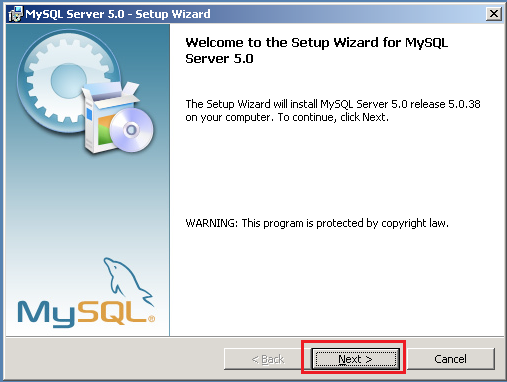 MySQL Server 5.0 - Setup Wizard
Welcome to the Setup Wizard for MySQL
Server 5.0
The Setup Wizard will install MySQL Server 5.0 release 5.0.38
on your computer. To continue, click Next.
WARNING: This program is protected by copyright law.
MySQL®
< Back
Next >
Cancel